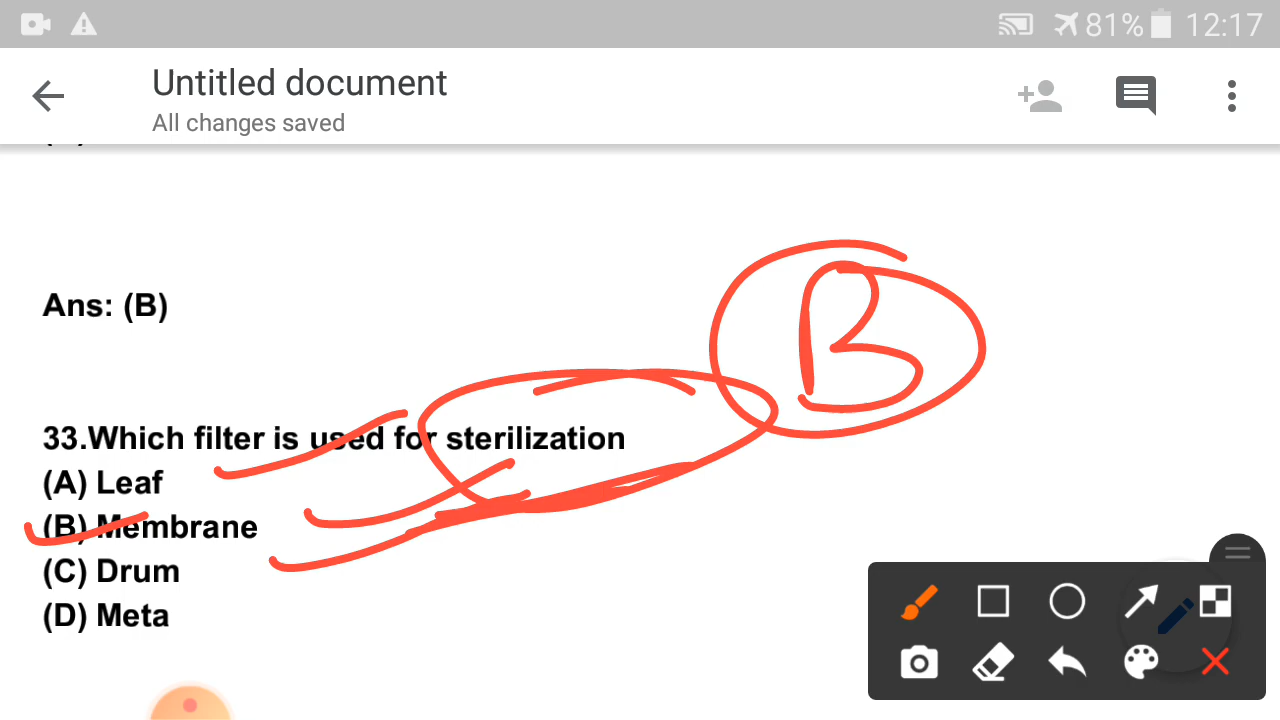 81% 12:17
Untitled document
All changes saved
B
Ans: (B)
33.Which filter is used for sterilization
(A) Leaf
(B) Membrane
(C) Drum
(D) Meta